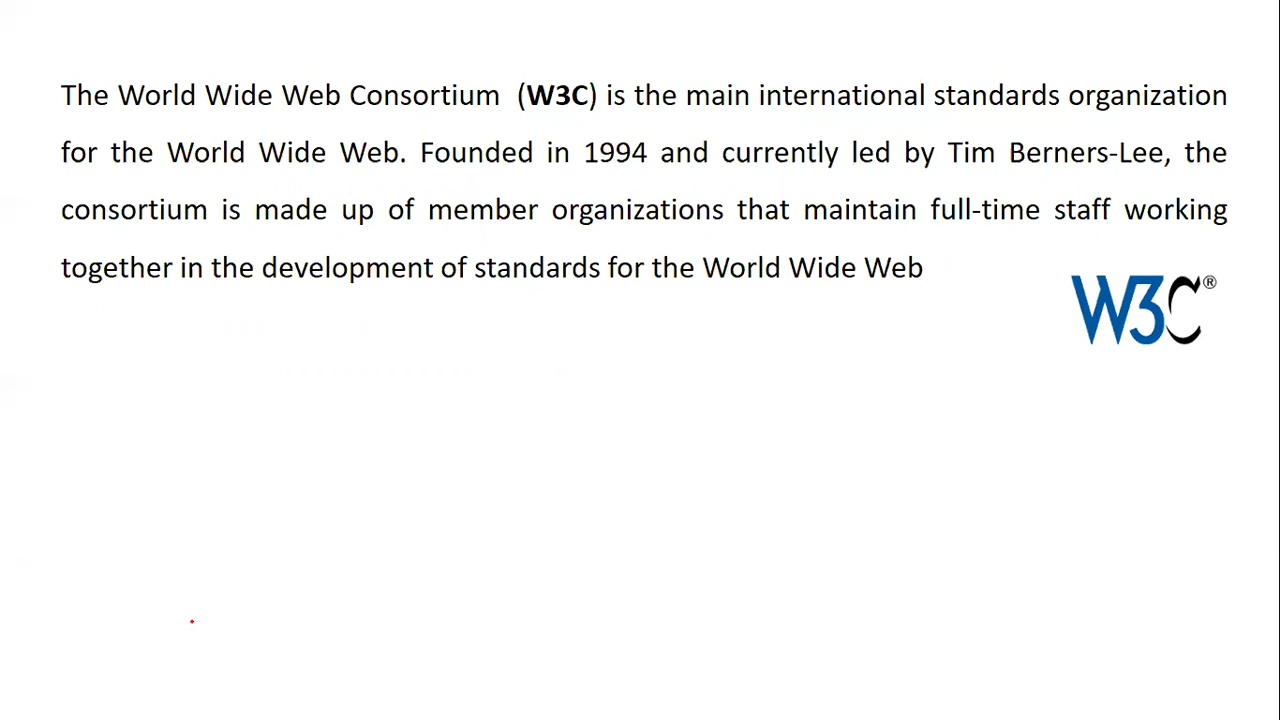 The World Wide Web Consortium  (W3C) is the main international standards organization
for the World Wide Web. Founded in 1994 and currently led by Tim Berners-Lee, the
consortium is made up of member organizations that maintain full-time staff working
together in the development of standards for the World Wide Web
W3C®